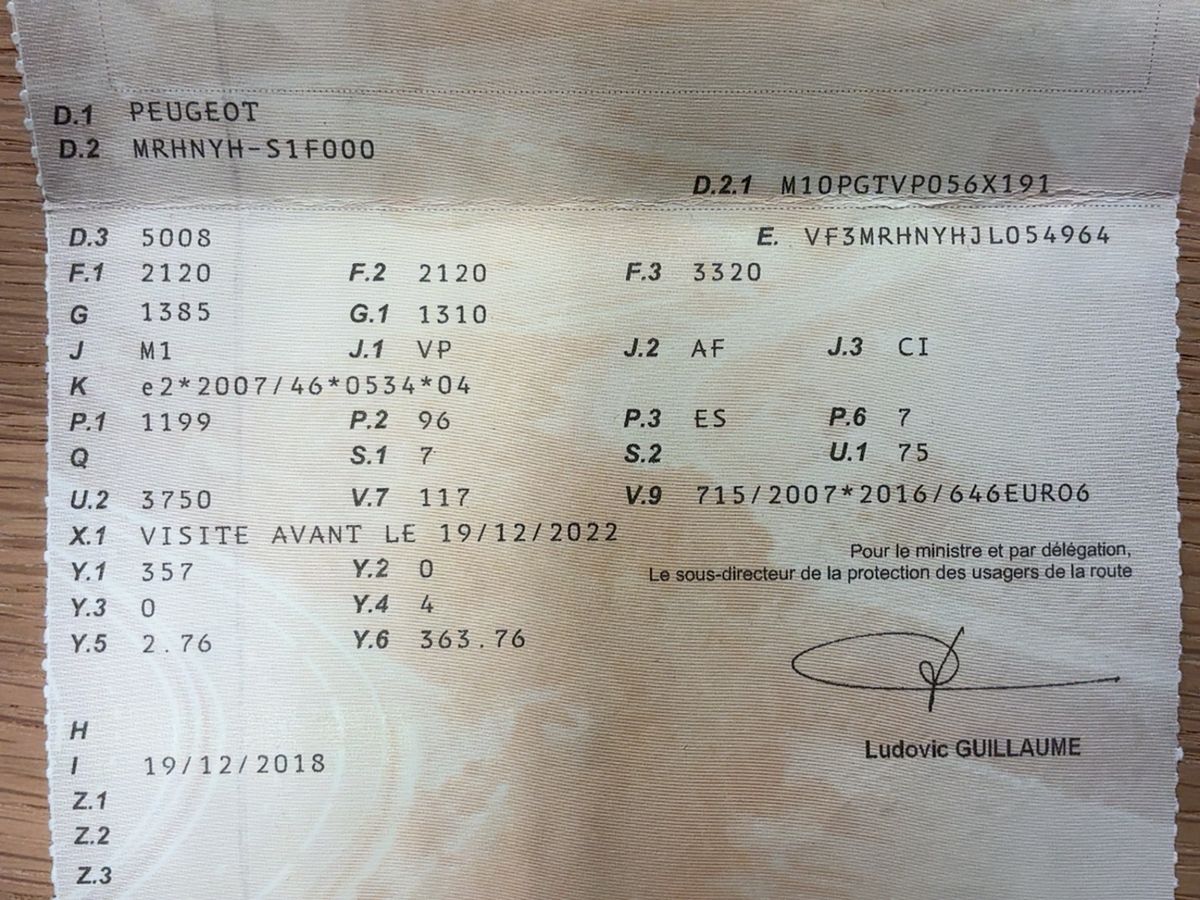 D.1 PEUGEOT
D.2 MRHNYH-S1F000
D.2.1 M10PGTVP056X191
D.3 5008 E. VF3MRHNYHJL054964
F.1 2120 F.2 2120 F.3 3320
G 1385 G.1 1310
J M1 J.1 VP J.2 AF J.3 CI
K e2*2007/46*0534*04
P.1 1199 P.2 96 P.3 ES P.6 7
Q S.1 7 S.2 U.1 75
U.2 3750 V.7 117 V.9 715/2007*2016/646EURO6
X.1 VISITE AVANT LE 19/12/2022
Pour le ministre et par délégation,
Y.1 357 Y.2 0 Le sous-directeur de la protection des usagers de la route
Y.3 0 Y.4 4
Y.5 2.76 Y.6 363.76
H
Ludovic GUILLAUME
I 19/12/2018
Z.1
Z.2
Z.3